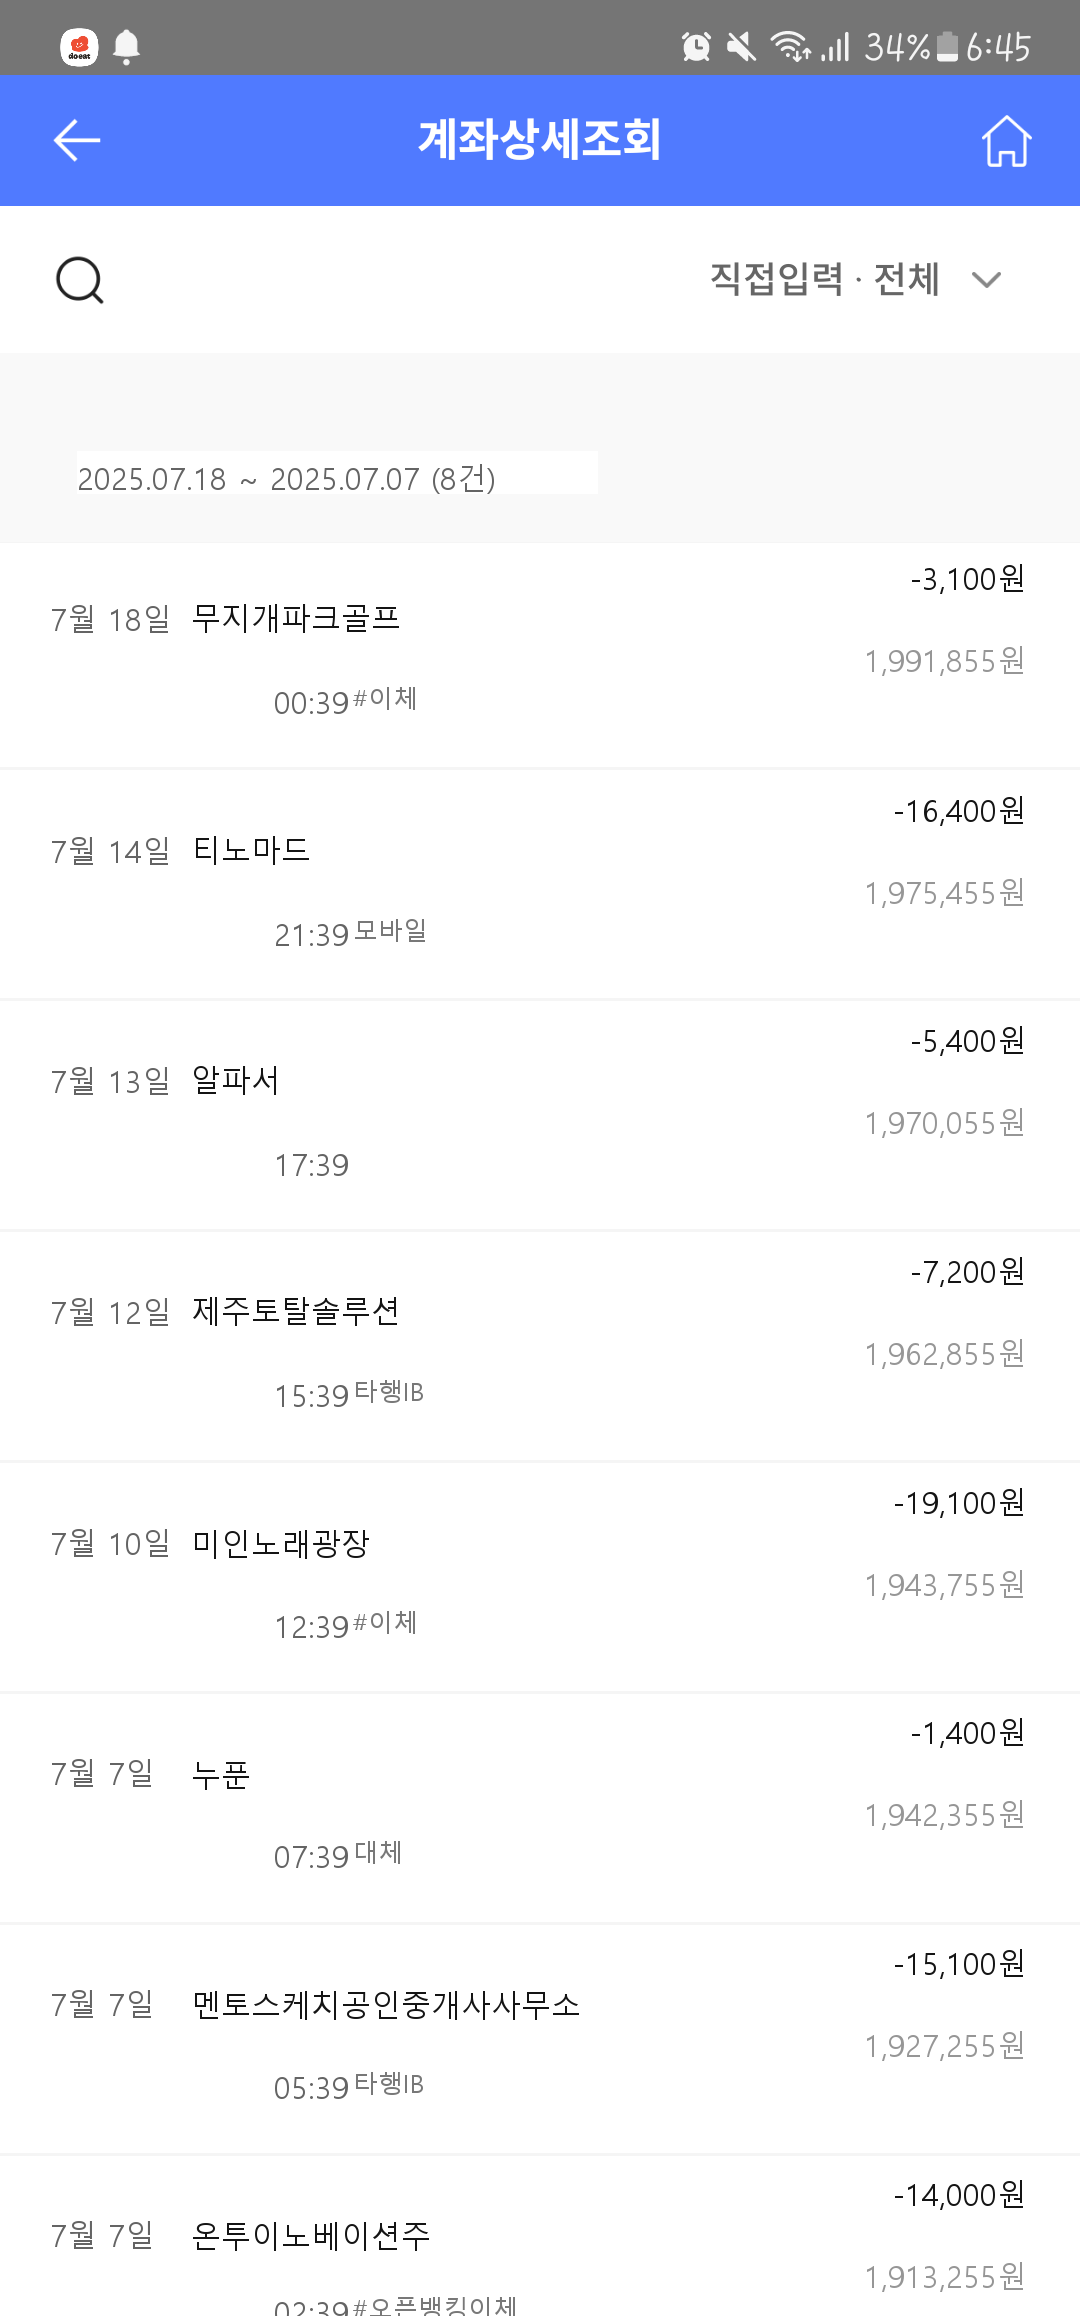 doeat 34% 6:45
계좌상세조회
직접입력 · 전체
2025.07.18 ~ 2025.07.07 (8건)
-3,100원
7월 18일 무지개파크골프
1,991,855원
00:39 #이체
-16,400원
7월 14일 티노마드
1,975,455원
21:39 모바일
-5,400원
7월 13일 알파서
1,970,055원
17:39
-7,200원
7월 12일 제주토탈솔루션
1,962,855원
15:39 타행IB
-19,100원
7월 10일 미인노래광장
1,943,755원
12:39 #이체
-1,400원
7월 7일 누푼
1,942,355원
07:39 대체
-15,100원
7월 7일 멘토스케치공인중개사사무소
1,927,255원
05:39 타행IB
-14,000원
7월 7일 온투이노베이션주
1,913,255원
02:39 #오픈뱅킹이체